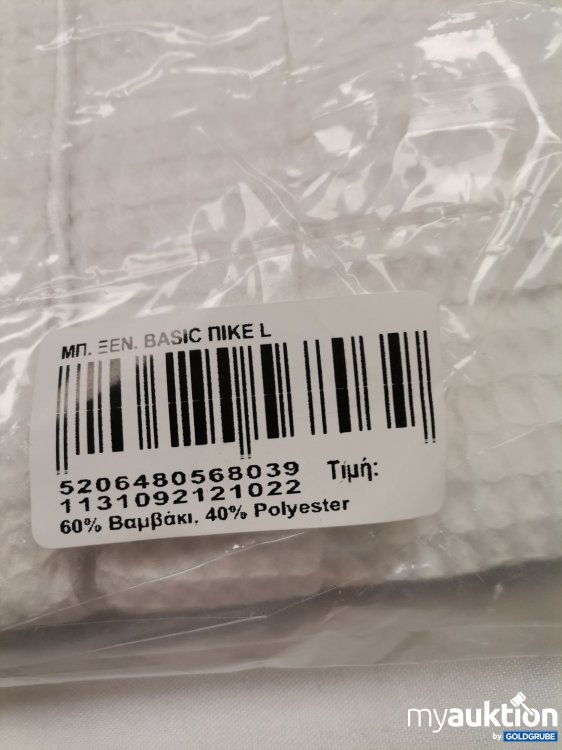 ΜΠ. ΞΕΝ. BASIC ΠΙΚΕ L
5206480568039 Τιμή:
1131092121022
60% Βαμβάκι, 40% Polyester
myauktion
by GOLDGRUBE